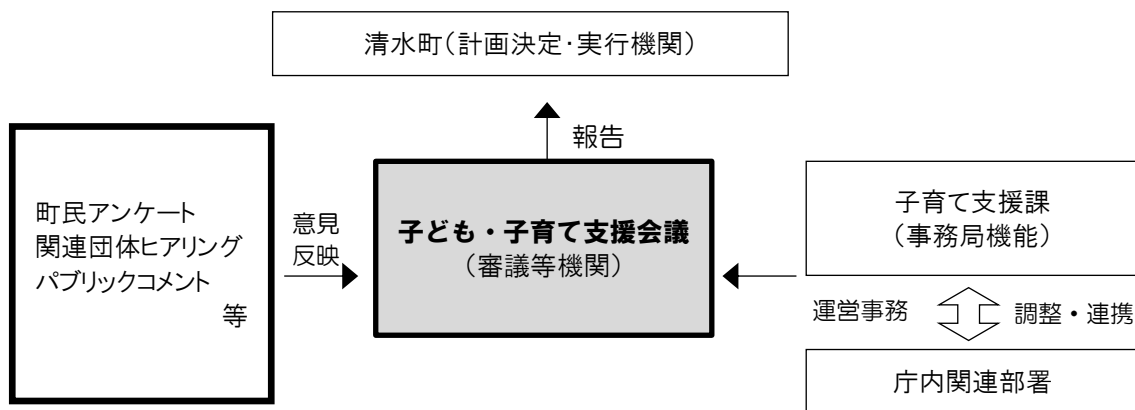 清水町(計画決定・実行機関)
報告
町民アンケート
関連団体ヒアリング
パブリックコメント
等
意見
反映
子ども・子育て支援会議
(審議等機関)
子育て支援課
(事務局機能)
運営事務
調整・連携
庁内関連部署